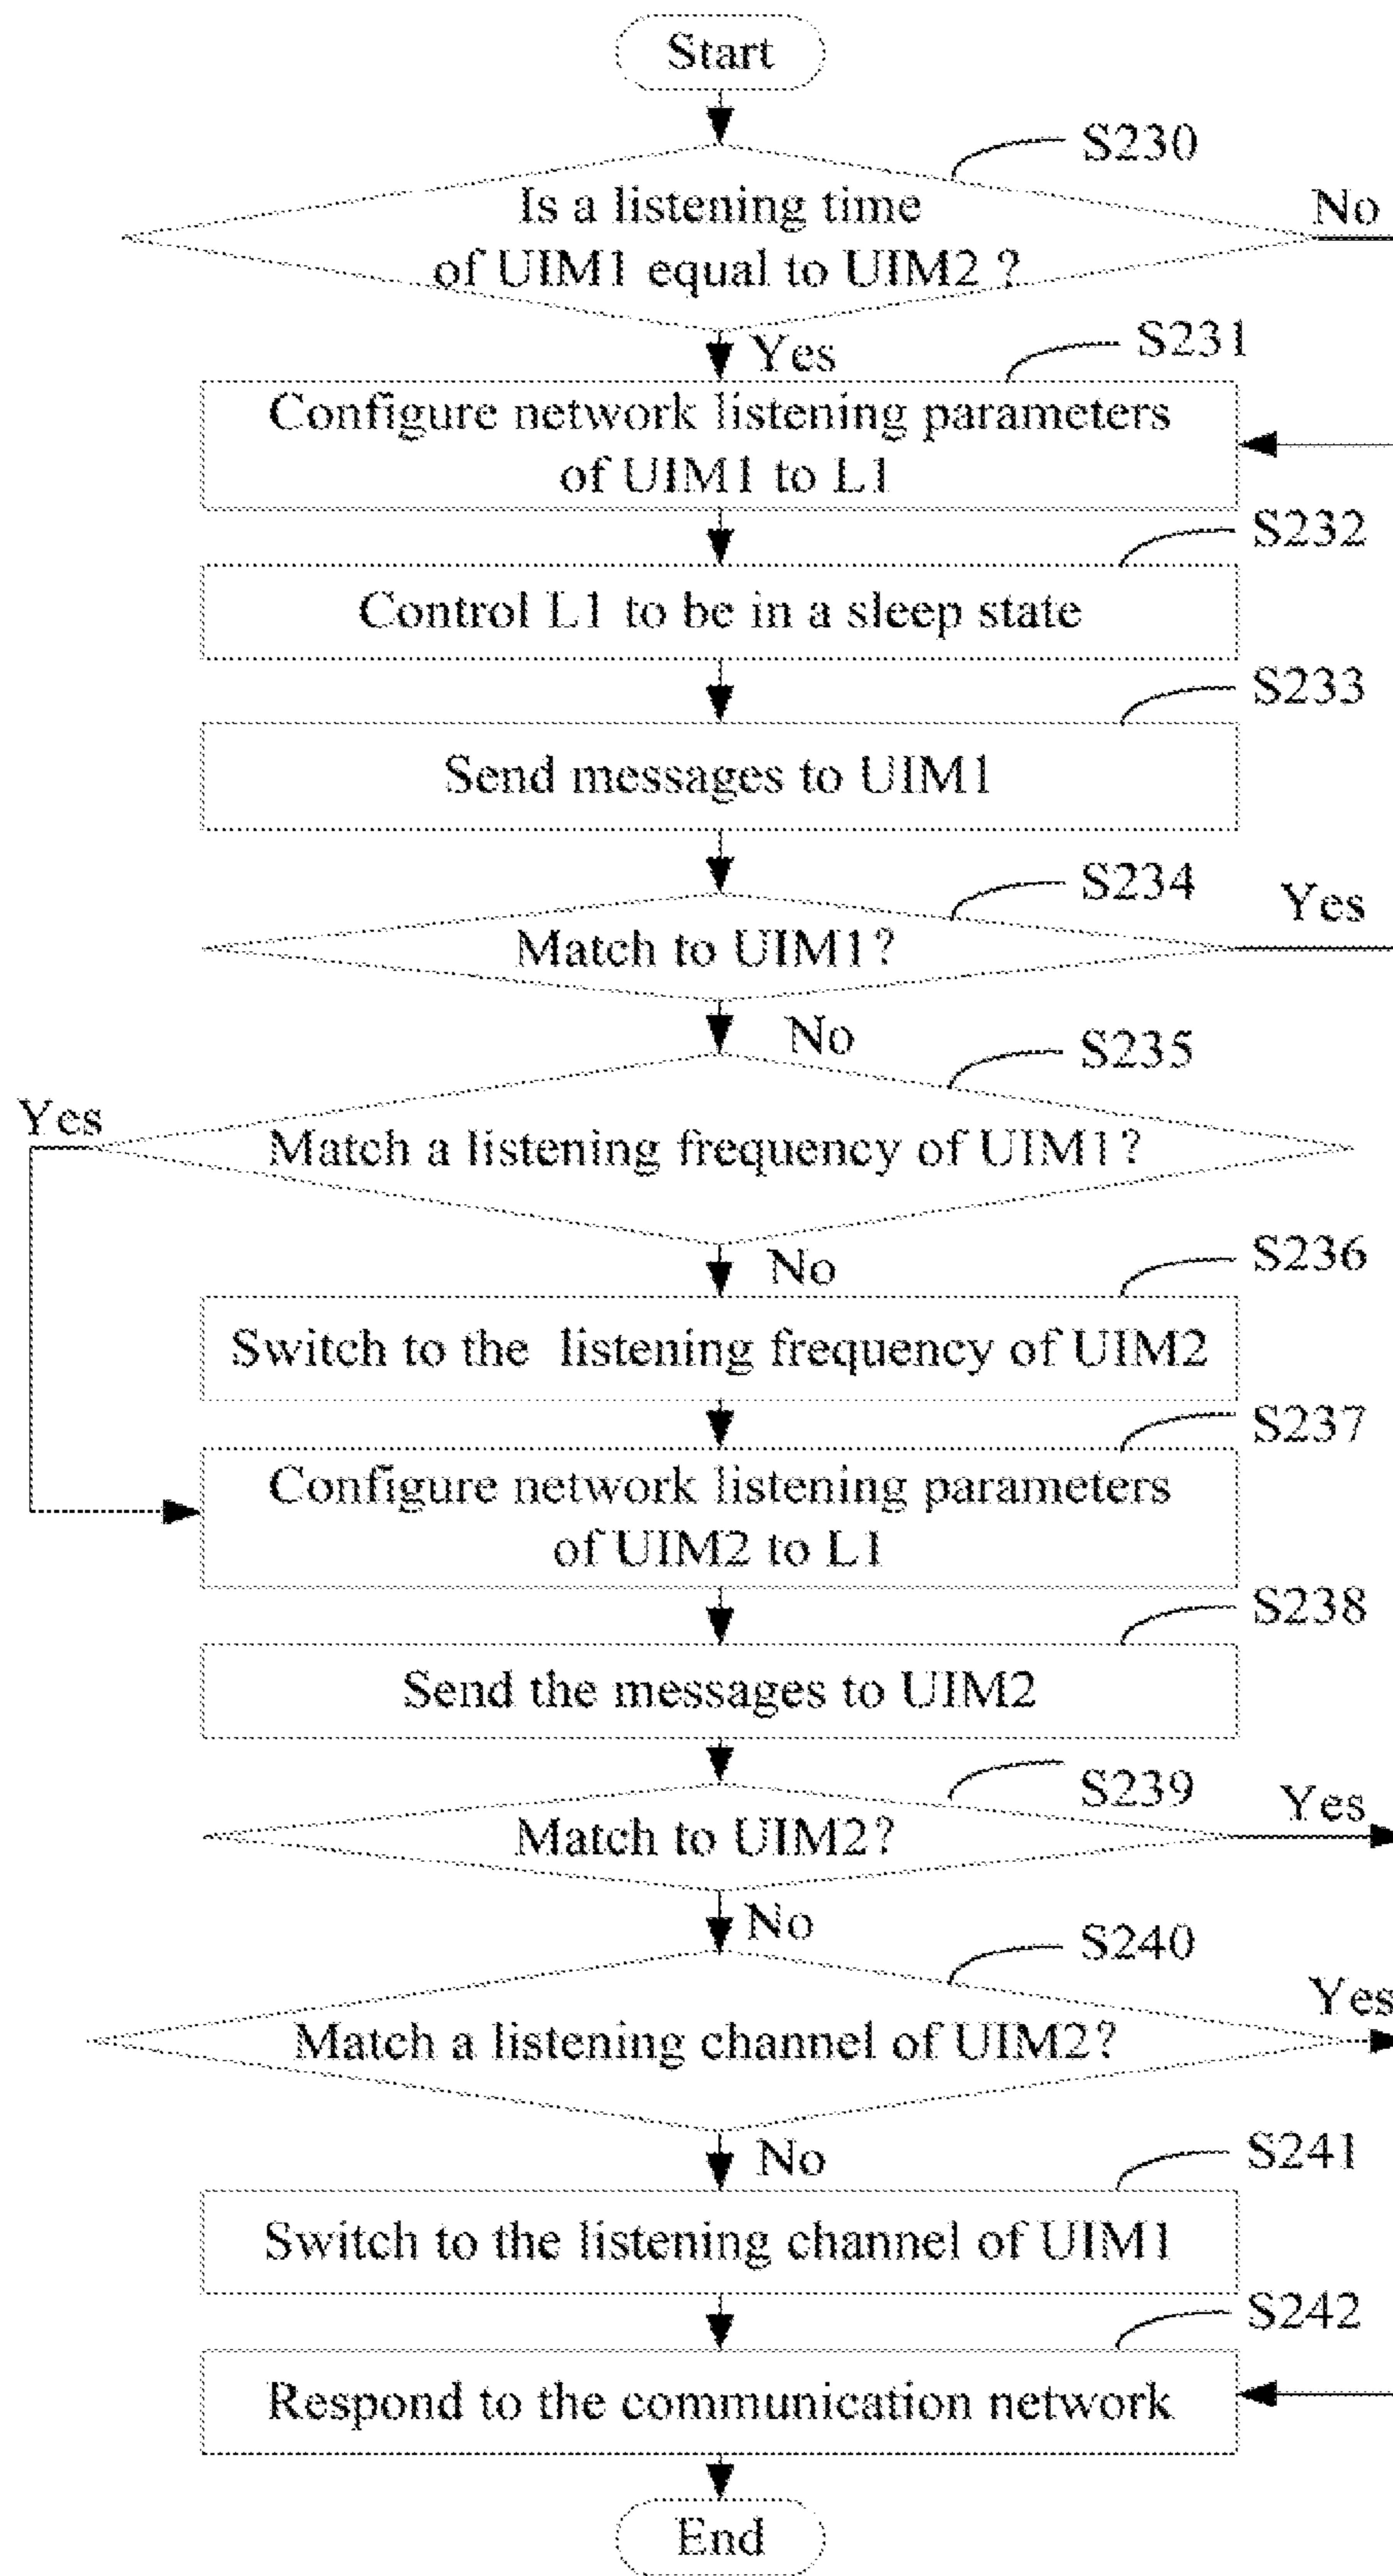 Start
S230
Is a listening time
of UIM1 equal to UIM2 ?
No
Yes
S231
Configure network listening parameters
of UIM1 to L1
S232
Control L1 to be in a sleep state
S233
Send messages to UIM1
S234
Match to UIM1?
Yes
No
S235
Yes
Match a listening frequency of UIM1?
No
S236
Switch to the listening frequency of UIM2
S237
Configure network listening parameters
of UIM2 to L1
S238
Send the messages to UIM2
S239
Match to UIM2?
Yes
No
S240
Match a listening channel of UIM2?
Yes
No
S241
Switch to the listening channel of UIM1
S242
Respond to the communication network
End